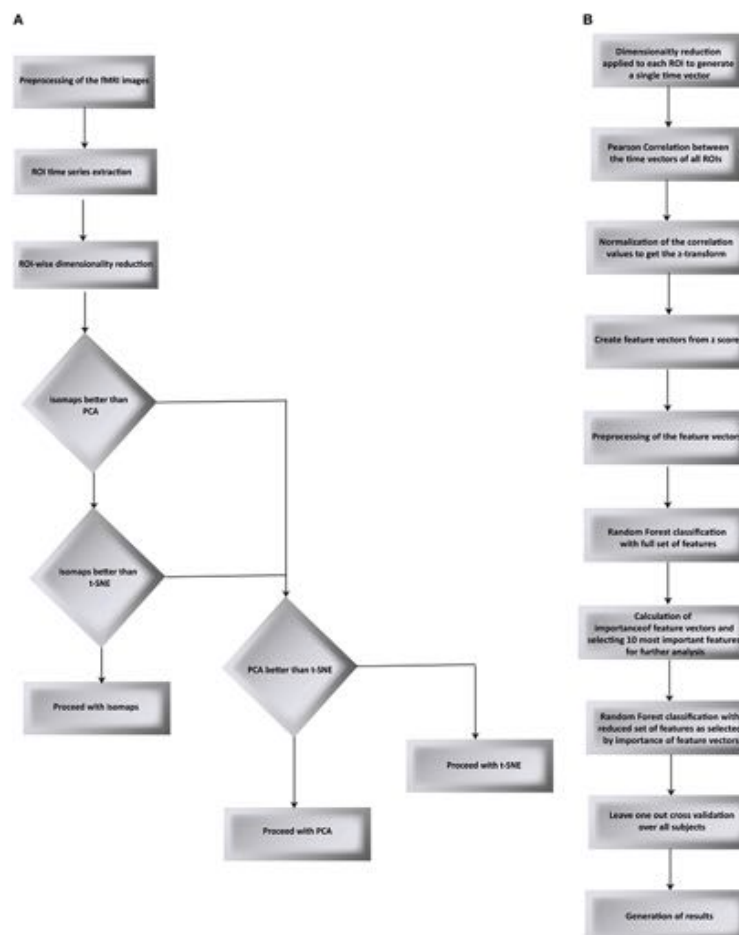 A
Preprocessing of the fMRI images
ROI time series extraction
ROI-wise dimensionality reduction
Isomaps better than
PCA
Isomaps better than
t-SNE
Proceed with isomaps
PCA better than t-SNE
Proceed with t-SNE
Proceed with PCA
B
Dimensionaitly reduction
applied to each ROI to generate
a single time vector
Pearson Correlation between
the time vectors of all ROIs
Normalization of the correlation
values to get the z-transform
Create feature vectors from z score
Preprocessing of the feature vectors
Random Forest classification
with full set of features
Calculation of
importanceof feature vectors and
selecting 10 most important features
for further analysis
Random Forest classification with
reduced set of features as selected
by importance of feature vectors
Leave one out cross validation
over all subjects
Generation of results